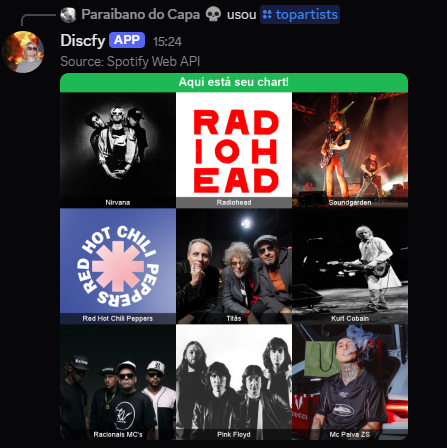 Paraibano do Capa 💀 usou topartists
Discfy APP 15:24
Source: Spotify Web API
Aqui está seu chart!
RAD
IOH
EAD
Nirvana
Radiohead
Soundgarden
RED HOT CHILI PEPPERS
Red Hot Chili Peppers
Titãs
Kurt Cobain
Racionais MC's
Pink Floyd
Mc Paiva ZS